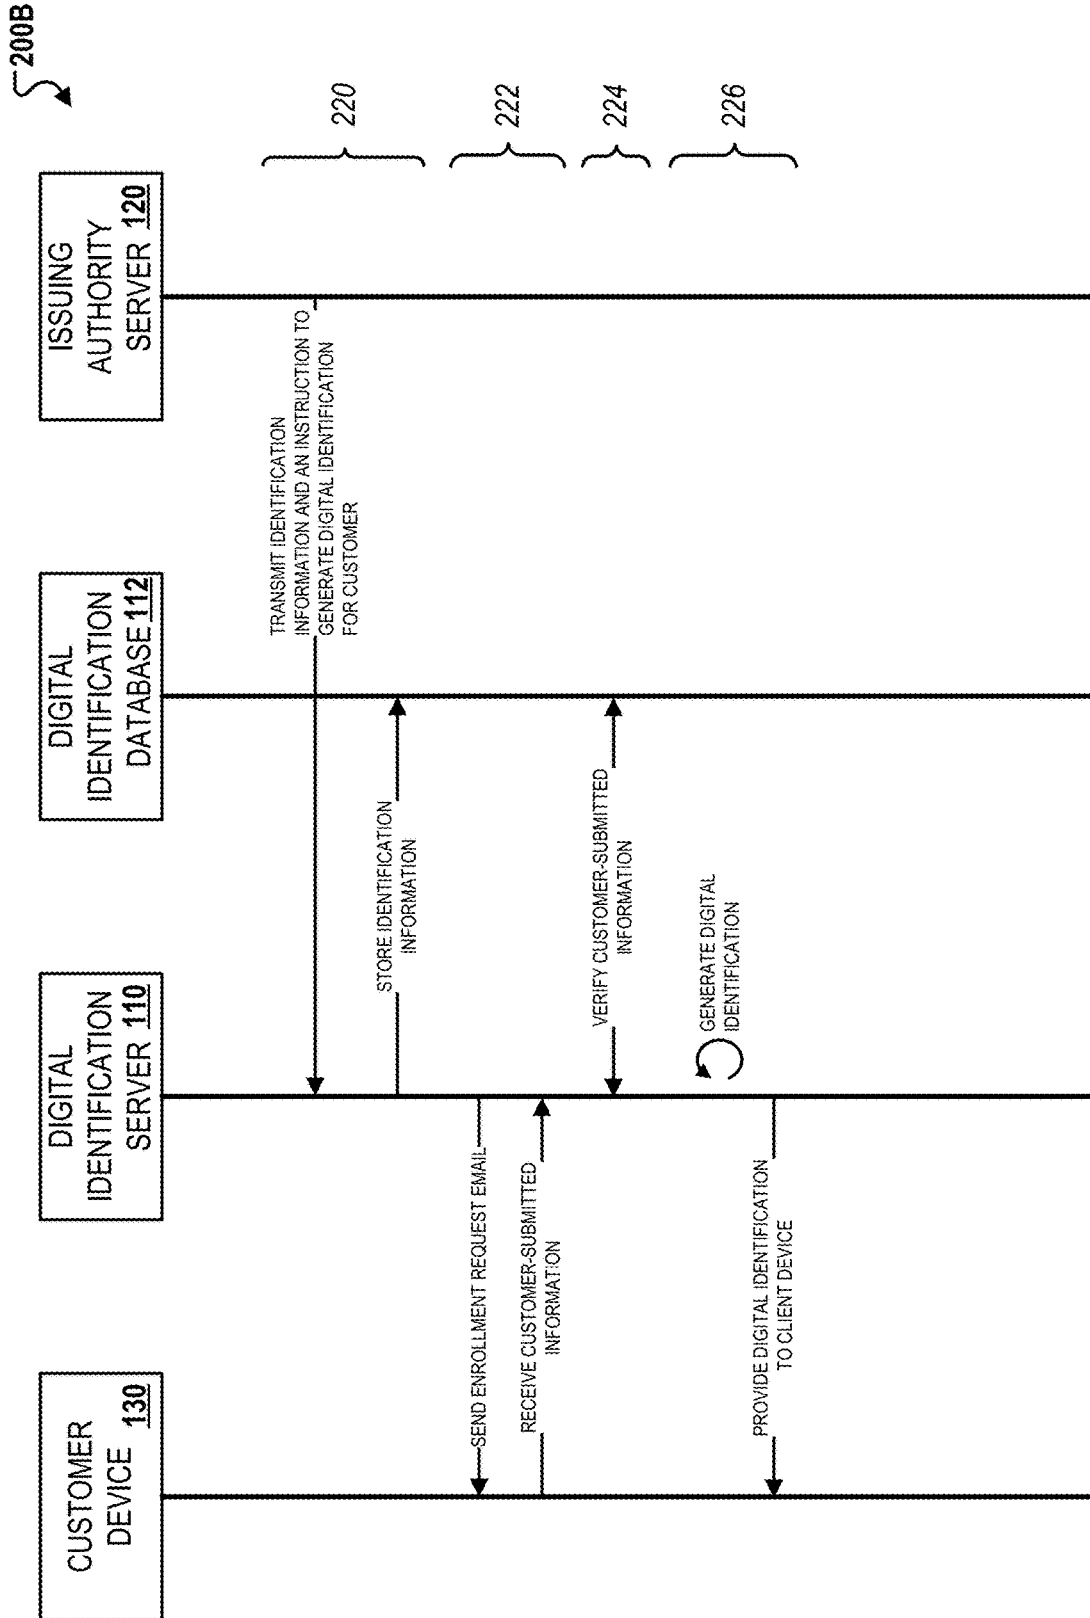 200B
CUSTOMER
DEVICE 130
DIGITAL
IDENTIFICATION
SERVER 110
DIGITAL
IDENTIFICATION
DATABASE 112
ISSUING
AUTHORITY
SERVER 120
TRANSMIT IDENTIFICATION
INFORMATION AND AN INSTRUCTION TO
GENERATE DIGITAL IDENTIFICATION
FOR CUSTOMER
220
STORE IDENTIFICATION
INFORMATION
SEND ENROLLMENT REQUEST EMAIL
222
RECEIVE CUSTOMER-SUBMITTED
INFORMATION
VERIFY CUSTOMER-SUBMITTED
INFORMATION
224
GENERATE DIGITAL
IDENTIFICATION
226
PROVIDE DIGITAL IDENTIFICATION
TO CLIENT DEVICE